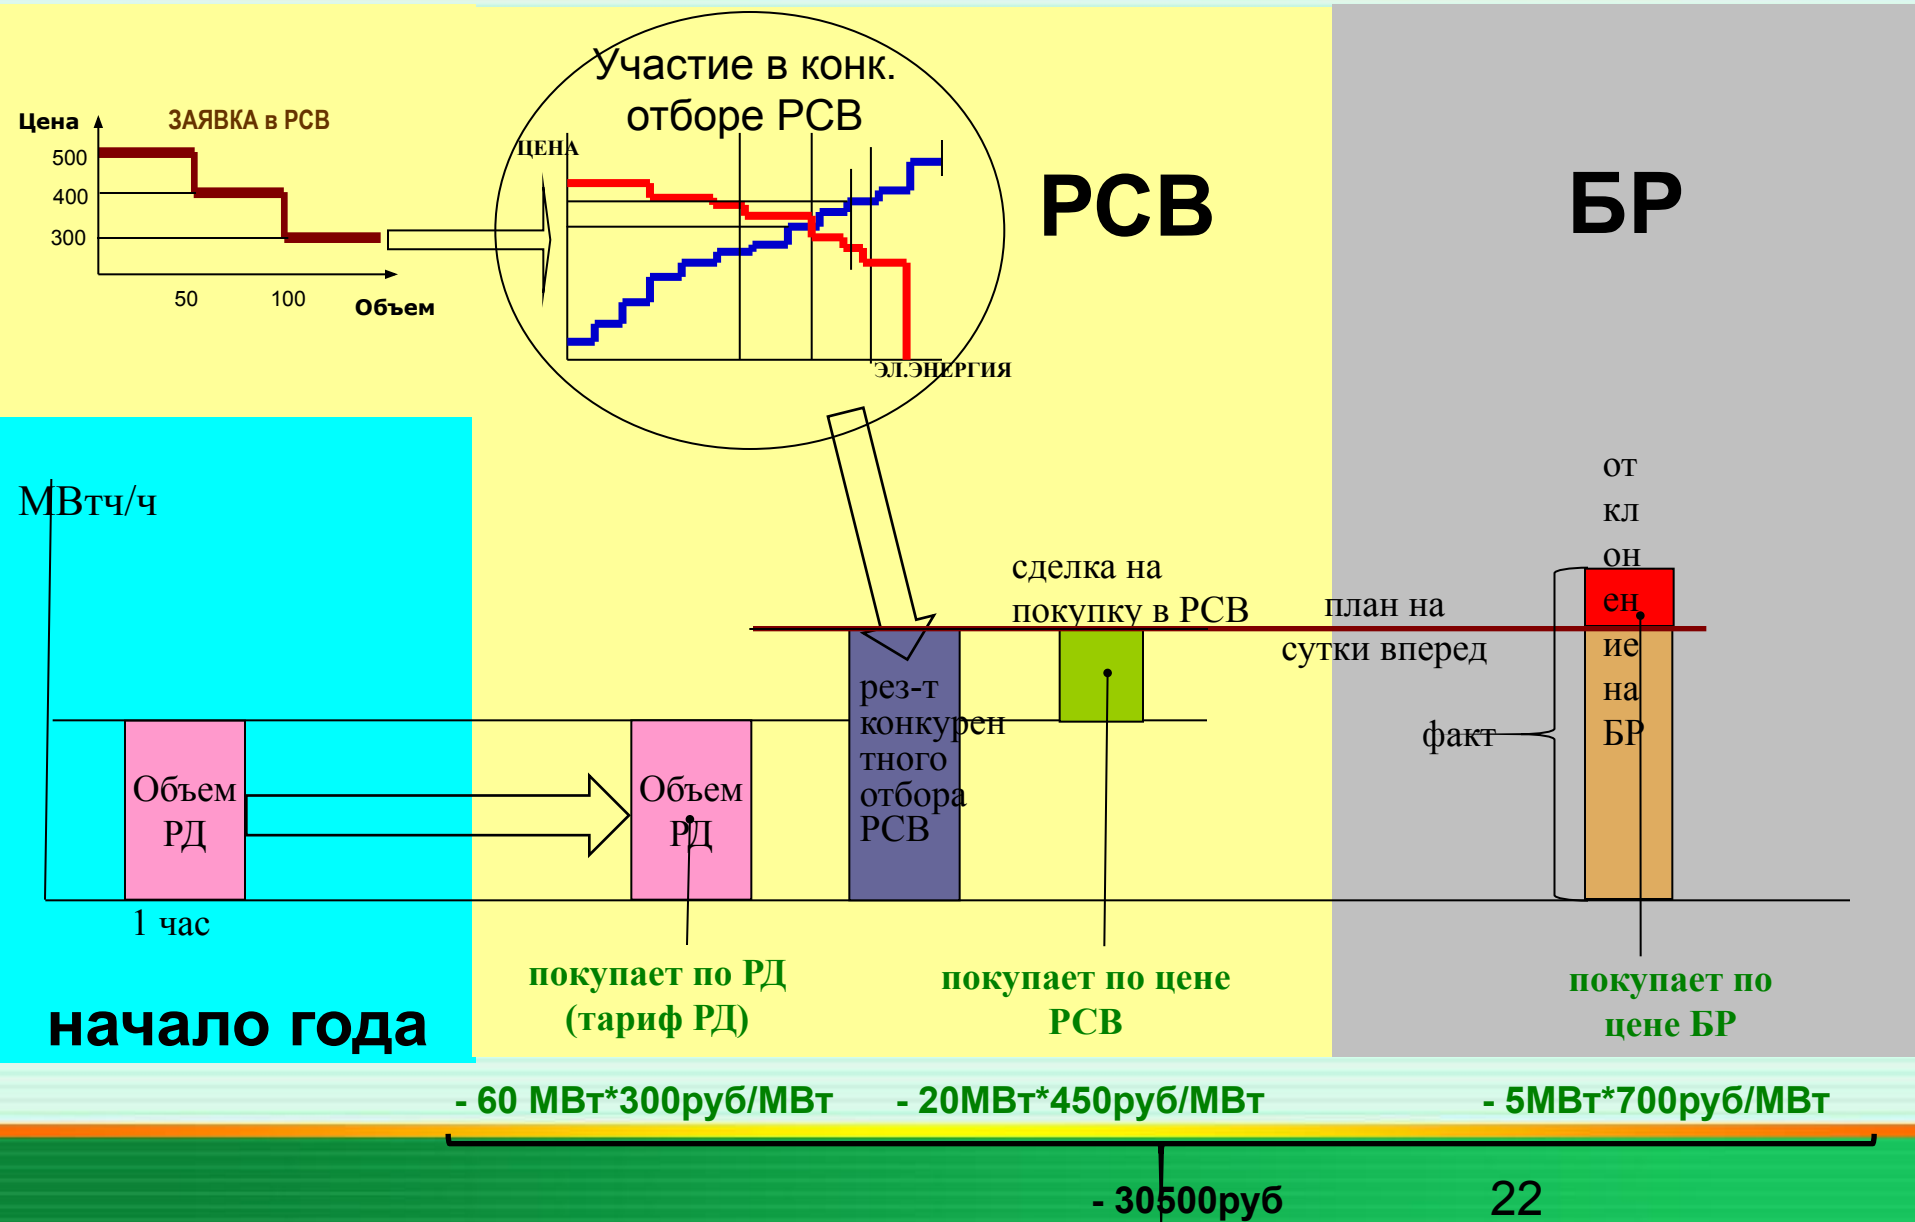 Участие в конк.
отборе РСВ
Цена
ЗАЯВКА в РСВ
500
400
300
50
100
Объем
ЦЕНА
ЭЛ.ЭНЕРГИЯ
РСВ
БР
МВтч/ч
сделка на
покупку в РСВ
план на
сутки вперед
от
кл
он
ен
ие
на
БР
факт
рез-т
конкурен
тного
отбора
РСВ
Объем
РД
Объем
РД
1 час
начало года
покупает по РД
(тариф РД)
покупает по цене
РСВ
покупает по
цене БР
- 60 МВт*300руб/МВт
- 20МВт*450руб/МВт
- 5МВт*700руб/МВт
- 30500руб
22